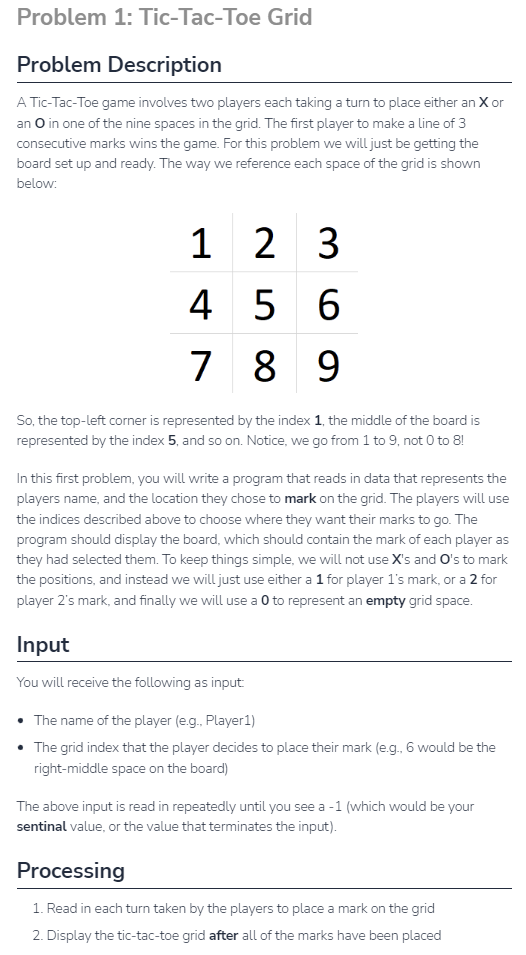 Problem 1: Tic-Tac-Toe Grid
Problem Description
A Tic-Tac-Toe game involves two players each taking a turn to place either an X or
an O in one of the nine spaces in the grid. The first player to make a line of 3
consecutive marks wins the game. For this problem we will just be getting the
board set up and ready. The way we reference each space of the grid is shown
below:
1 2 3
4 5 6
7 8 9
So, the top-left corner is represented by the index 1, the middle of the board is
represented by the index 5, and so on. Notice, we go from 1 to 9, not 0 to 8!
In this first problem, you will write a program that reads in data that represents the
players name, and the location they chose to mark on the grid. The players will use
the indices described above to choose where they want their marks to go. The
program should display the board, which should contain the mark of each player as
they had selected them. To keep things simple, we will not use X's and O's to mark
the positions, and instead we will just use either a 1 for player 1's mark, or a 2 for
player 2's mark, and finally we will use a 0 to represent an empty grid space.
Input
You will receive the following as input:
• The name of the player (e.g., Player1)
• The grid index that the player decides to place their mark (e.g., 6 would be the
right-middle space on the board)
The above input is read in repeatedly until you see a -1 (which would be your
sentinal value, or the value that terminates the input).
Processing
1. Read in each turn taken by the players to place a mark on the grid
2. Display the tic-tac-toe grid after all of the marks have been placed